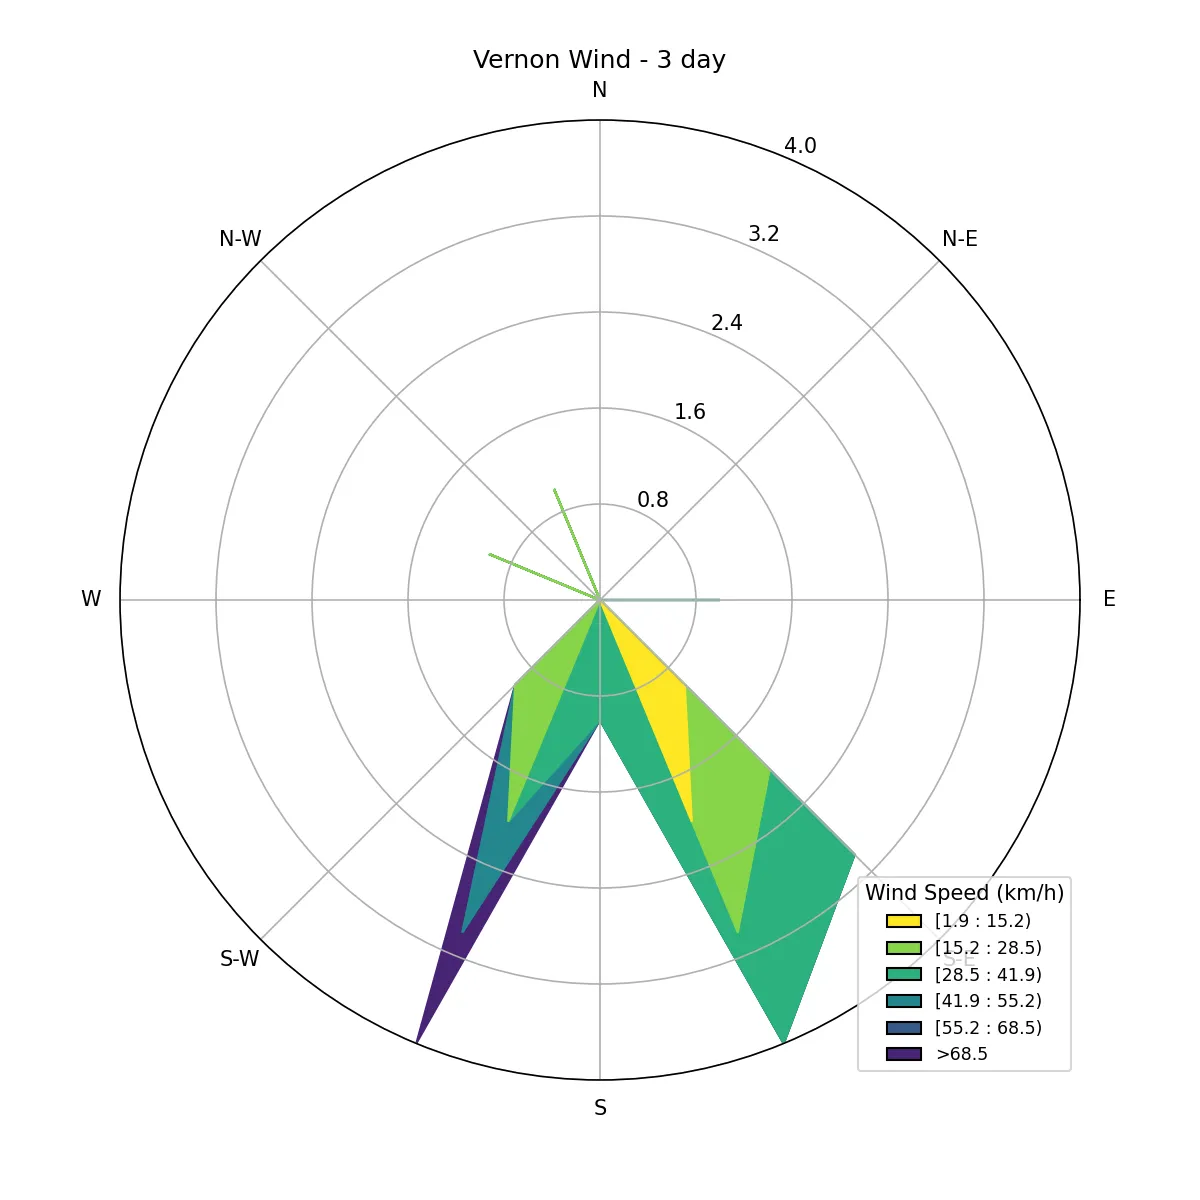 Vernon Wind - 3 day
N
4.0
N-W
3.2
N-E
2.4
1.6
0.8
W
E
Wind Speed (km/h)
[1.9 : 15.2)
[15.2 : 28.5)
S-W
S-E
[28.5 : 41.9)
[41.9 : 55.2)
[55.2 : 68.5)
>68.5
S